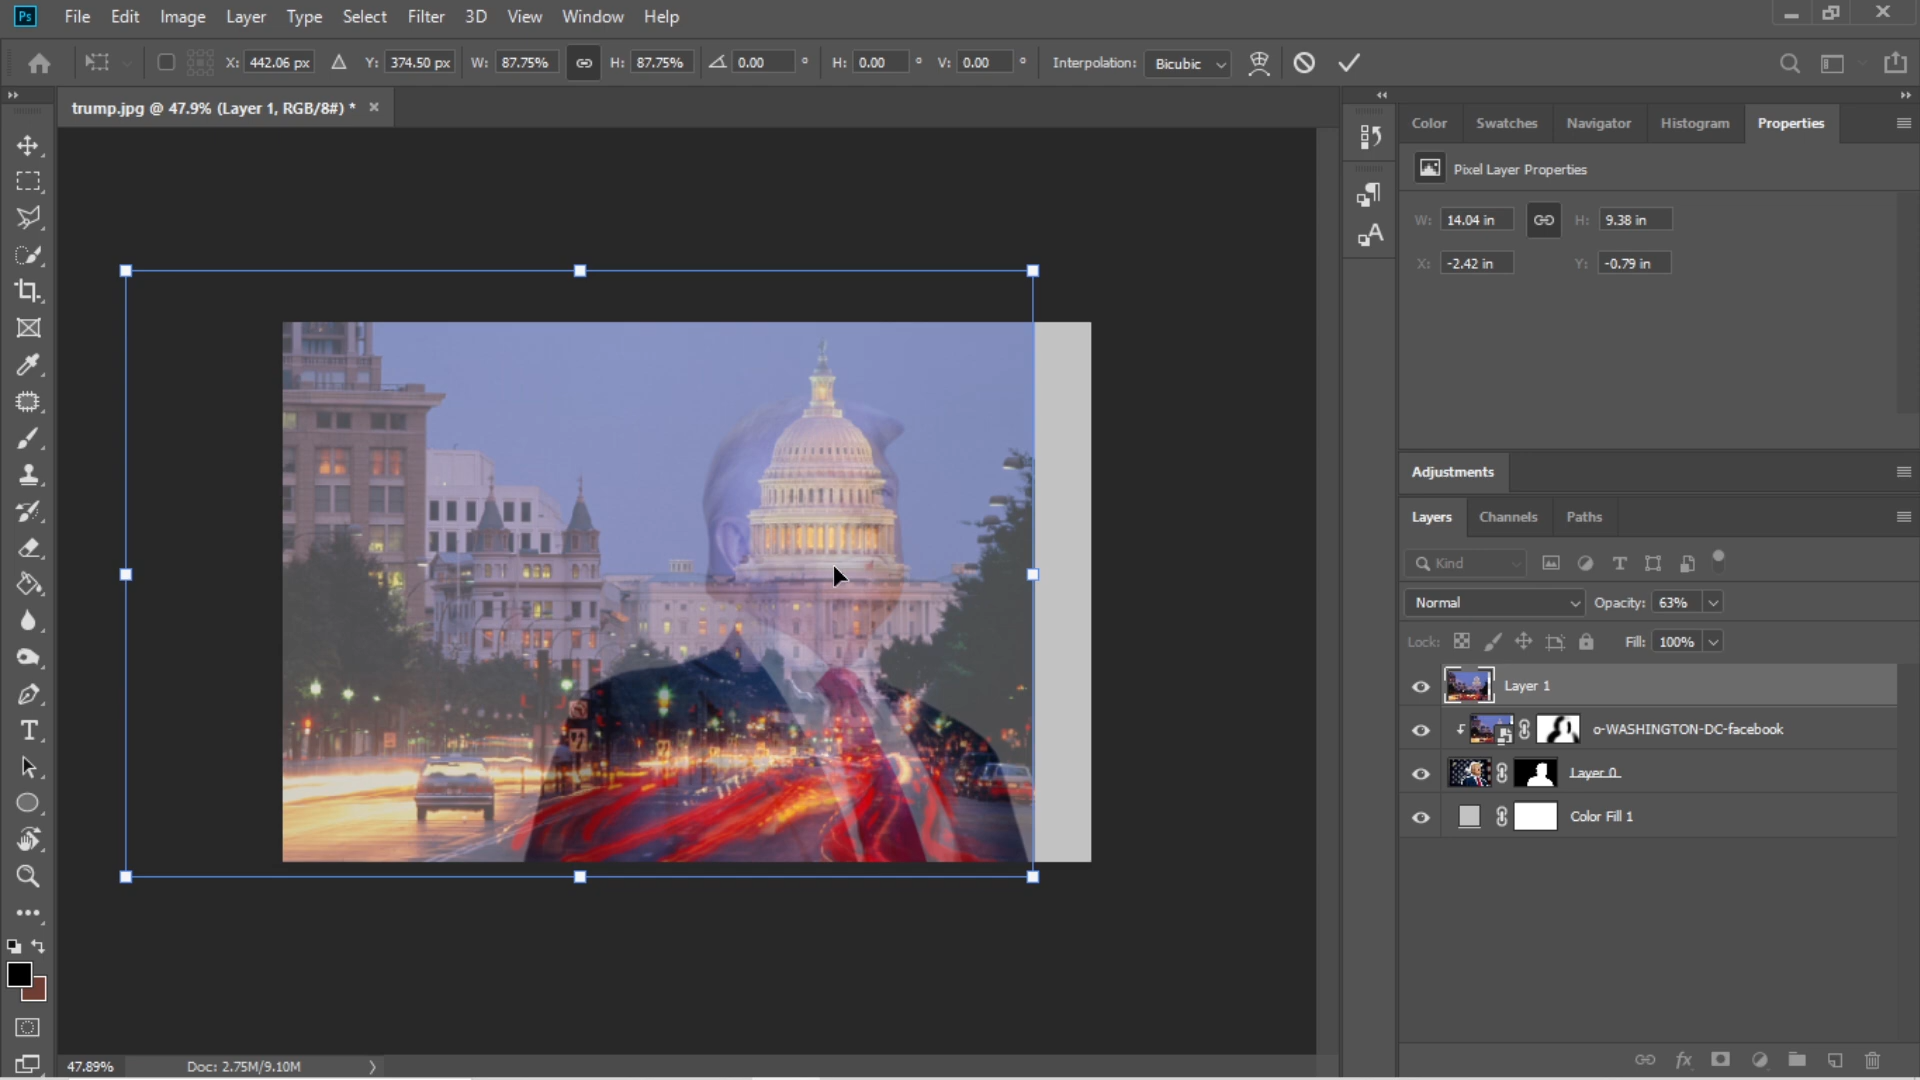 Ps File Edit Image Layer Type Select Filter 3D View Window Help
X: 442.06 px Y: 374.50 px W: 87.75% H: 87.75% 0.00 ° H: 0.00 ° V: 0.00 ° Interpolation: Bicubic
trump.jpg @ 47.9% (Layer 1, RGB/8#) *
Color Swatches Navigator Histogram Properties
Pixel Layer Properties
W: 14.04 in H: 9.38 in
X: -2.42 in Y: -0.79 in
Adjustments
Layers Channels Paths
Kind
Normal Opacity: 63%
Lock: Fill: 100%
Layer 1
o-WASHINGTON-DC-facebook
Layer 0
Color Fill 1
47.89% Doc: 2.75M/9.10M